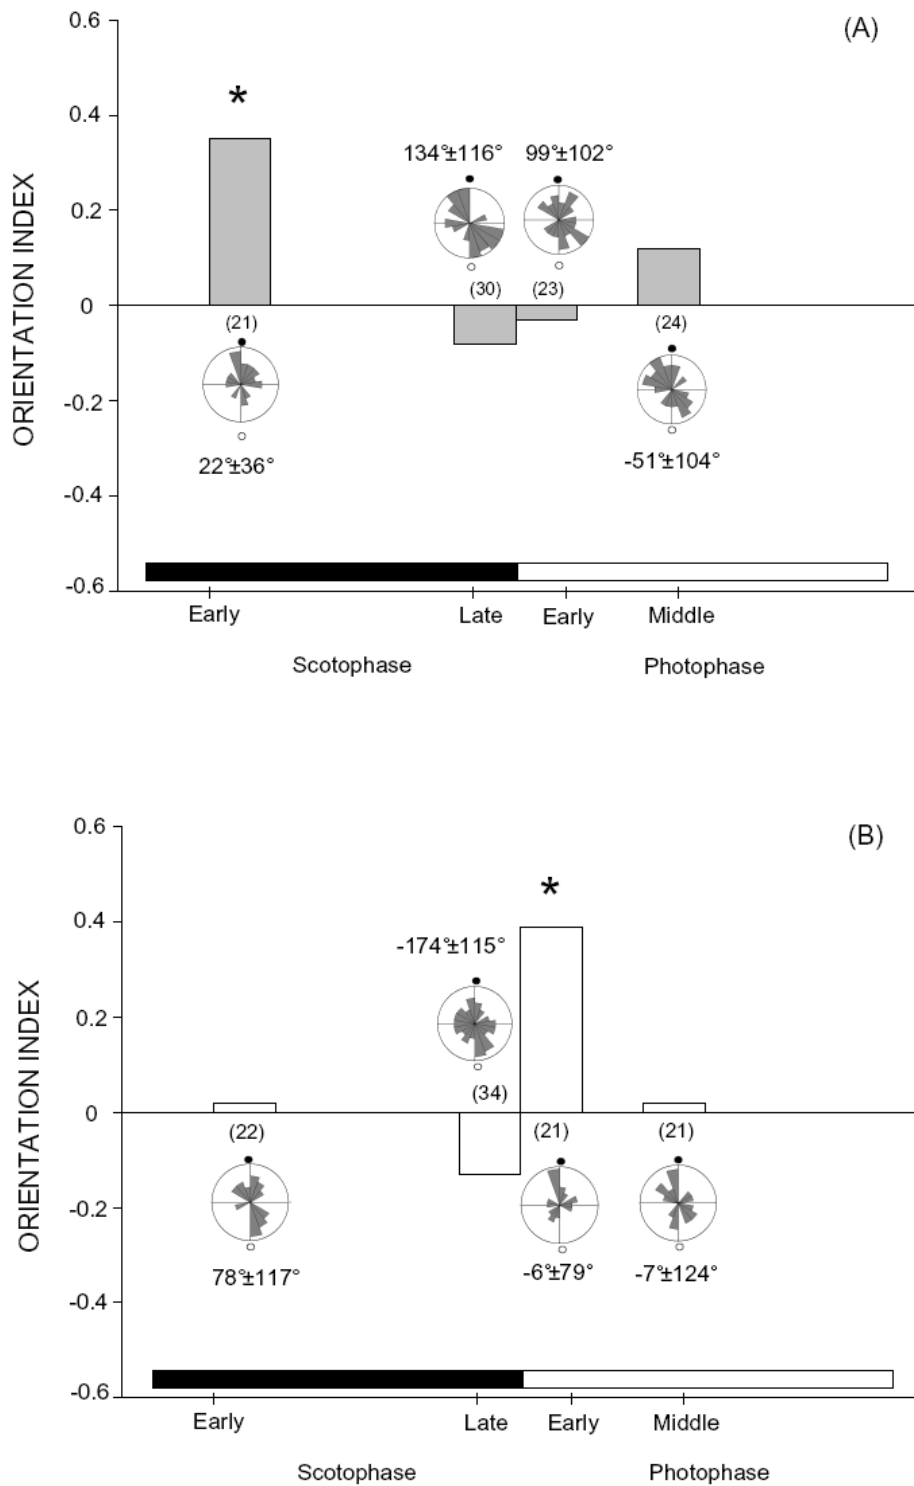 (A)
ORIENTATION INDEX
0.6
0.4
0.2
0
-0.2
-0.4
-0.6
*
134°±116° 99°±102°
(30) (23)
(21) (24)
22°±36° -51°±104°
Early Late Early Middle
Scotophase Photophase
(B)
ORIENTATION INDEX
0.6
0.4
0.2
0
-0.2
-0.4
-0.6
*
-174°±115°
(34)
(22) (21) (21)
78°±117° -6°±79° -7°±124°
Early Late Early Middle
Scotophase Photophase